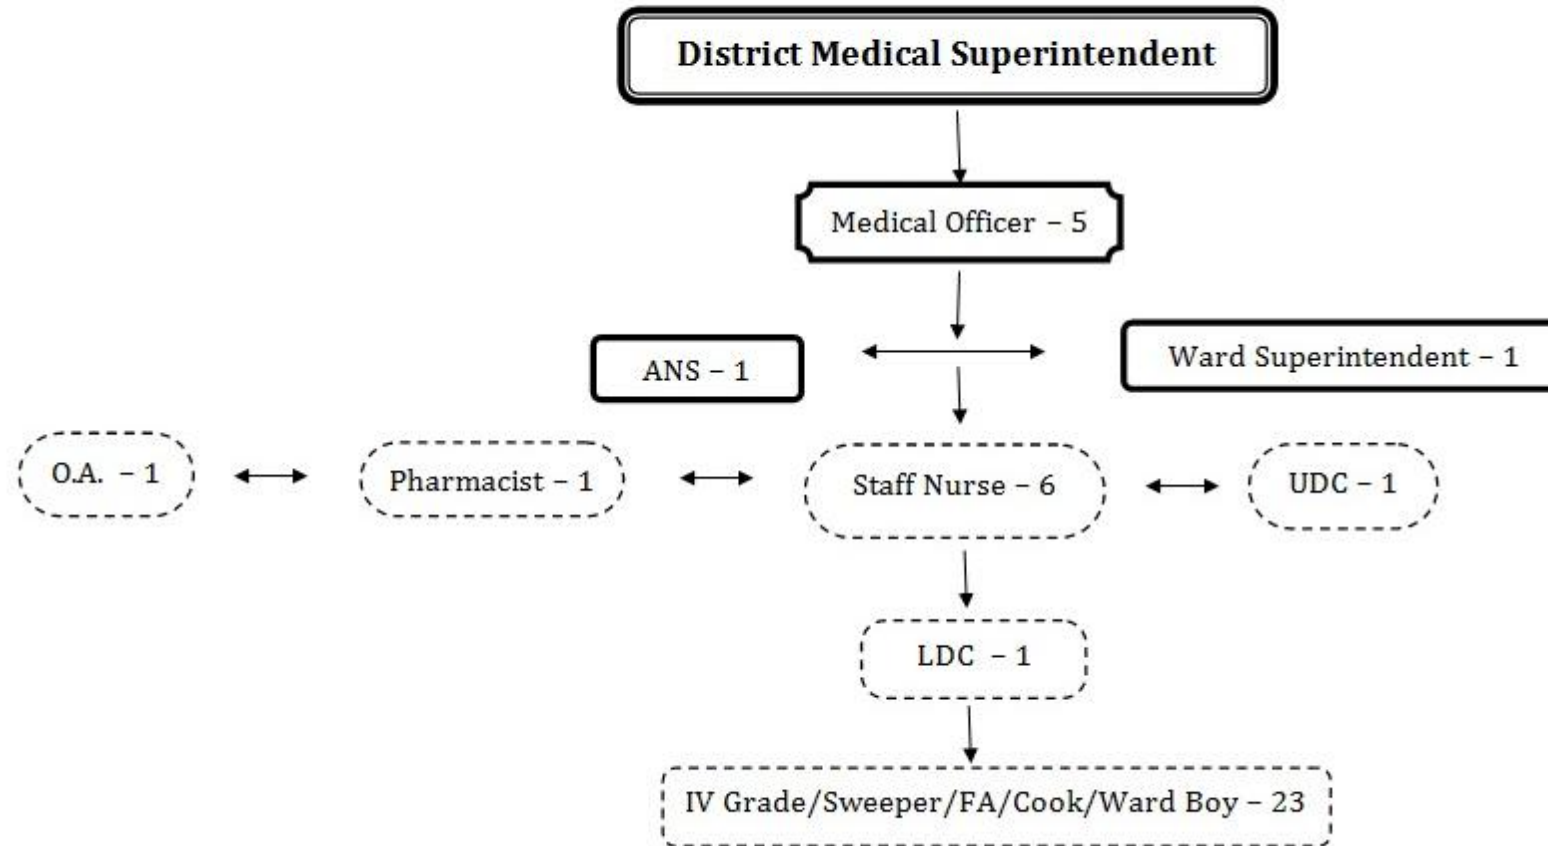 District Medical Superintendent
Medical Officer – 5
ANS – 1
Ward Superintendent – 1
O.A. – 1
Pharmacist – 1
Staff Nurse – 6
UDC – 1
LDC – 1
IV Grade/Sweeper/FA/Cook/Ward Boy – 23